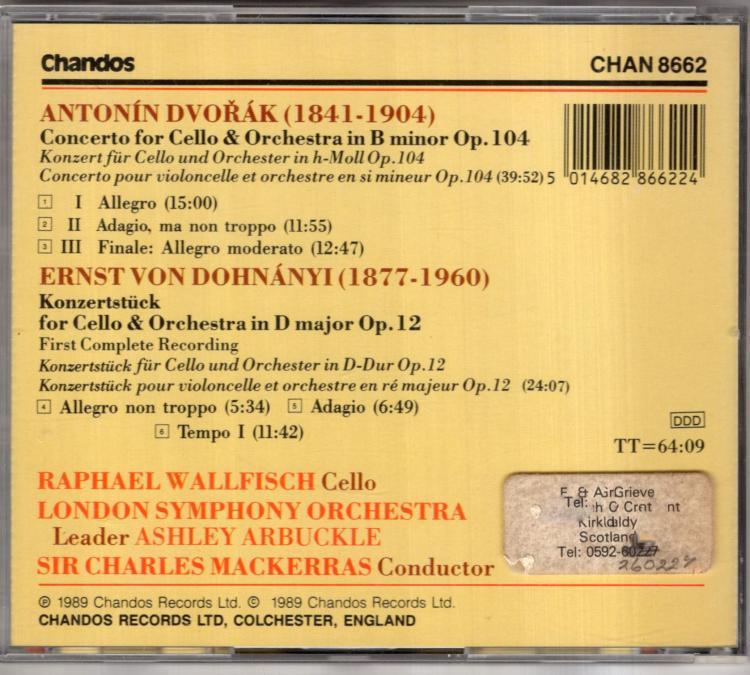 Chandos
CHAN 8662
ANTONÍN DVOŘÁK (1841-1904)
Concerto for Cello & Orchestra in B minor Op. 104
Konzert für Cello und Orchester in h-Moll Op. 104
Concerto pour violoncelle et orchestre en si mineur Op. 104 (39:52)
5 014682 866224
1 I Allegro (15:00)
2 II Adagio, ma non troppo (11:55)
3 III Finale: Allegro moderato (12:47)
ERNST VON DOHNÁNYI (1877-1960)
Konzertstück
for Cello & Orchestra in D major Op. 12
First Complete Recording
Konzertstück für Cello und Orchester in D-Dur Op. 12
Konzertstück pour violoncelle et orchestre en ré majeur Op. 12 (24:07)
4 Allegro non troppo (5:34) 5 Adagio (6:49)
6 Tempo I (11:42)
DDD
TT=64:09
RAPHAEL WALLFISCH Cello
LONDON SYMPHONY ORCHESTRA
Leader ASHLEY ARBUCKLE
SIR CHARLES MACKERRAS Conductor
Tel:
Scotland
Tel: 0592-
260227
℗ 1989 Chandos Records Ltd. © 1989 Chandos Records Ltd.
CHANDOS RECORDS LTD, COLCHESTER, ENGLAND